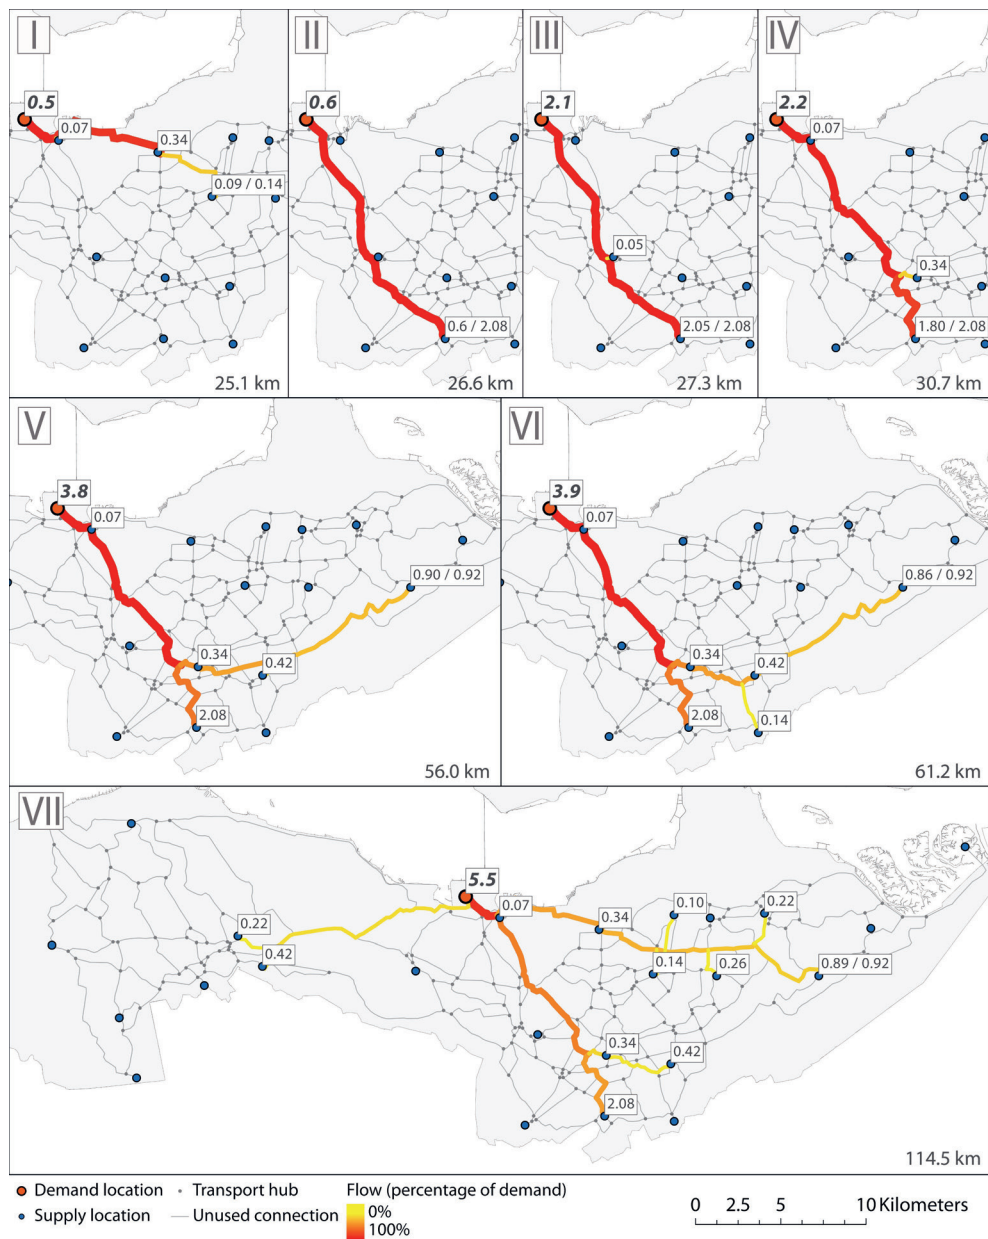 I
0.5
0.07
0.34
0.09 / 0.14
25.1 km
II
0.6
0.6 / 2.08
26.6 km
III
2.1
0.05
2.05 / 2.08
27.3 km
IV
2.2
0.07
0.34
1.80 / 2.08
30.7 km
V
3.8
0.07
0.90 / 0.92
0.34
0.42
2.08
56.0 km
VI
3.9
0.07
0.86 / 0.92
0.34
0.42
2.08
0.14
61.2 km
VII
5.5
0.07
0.34
0.10
0.22
0.22
0.42
0.14
0.26
0.89 / 0.92
0.34
0.42
2.08
114.5 km
Demand location
Transport hub
Flow (percentage of demand)
Supply location
Unused connection
0%
100%
0 2.5 5 10 Kilometers